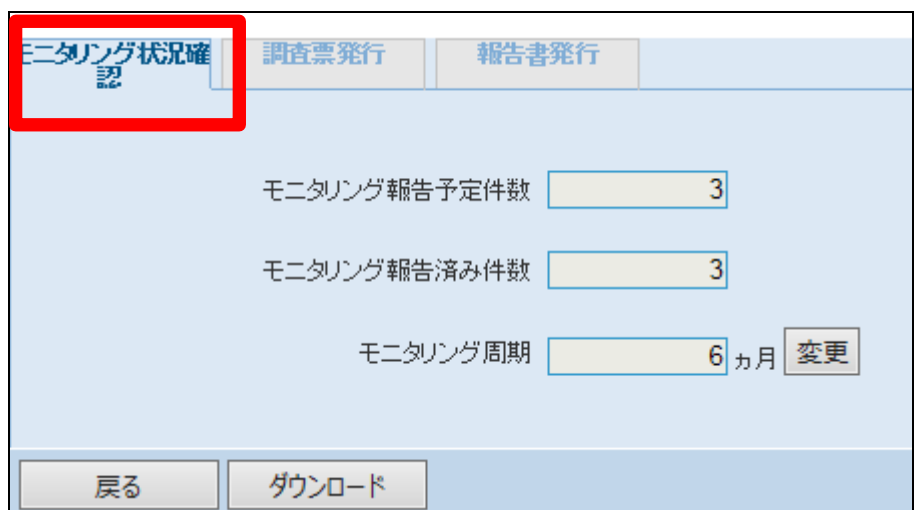 モニタリング状況確認 調査票発行 報告書発行
モニタリング報告予定件数 3
モニタリング報告済み件数 3
モニタリング周期 6 ヵ月 変更
戻る ダウンロード